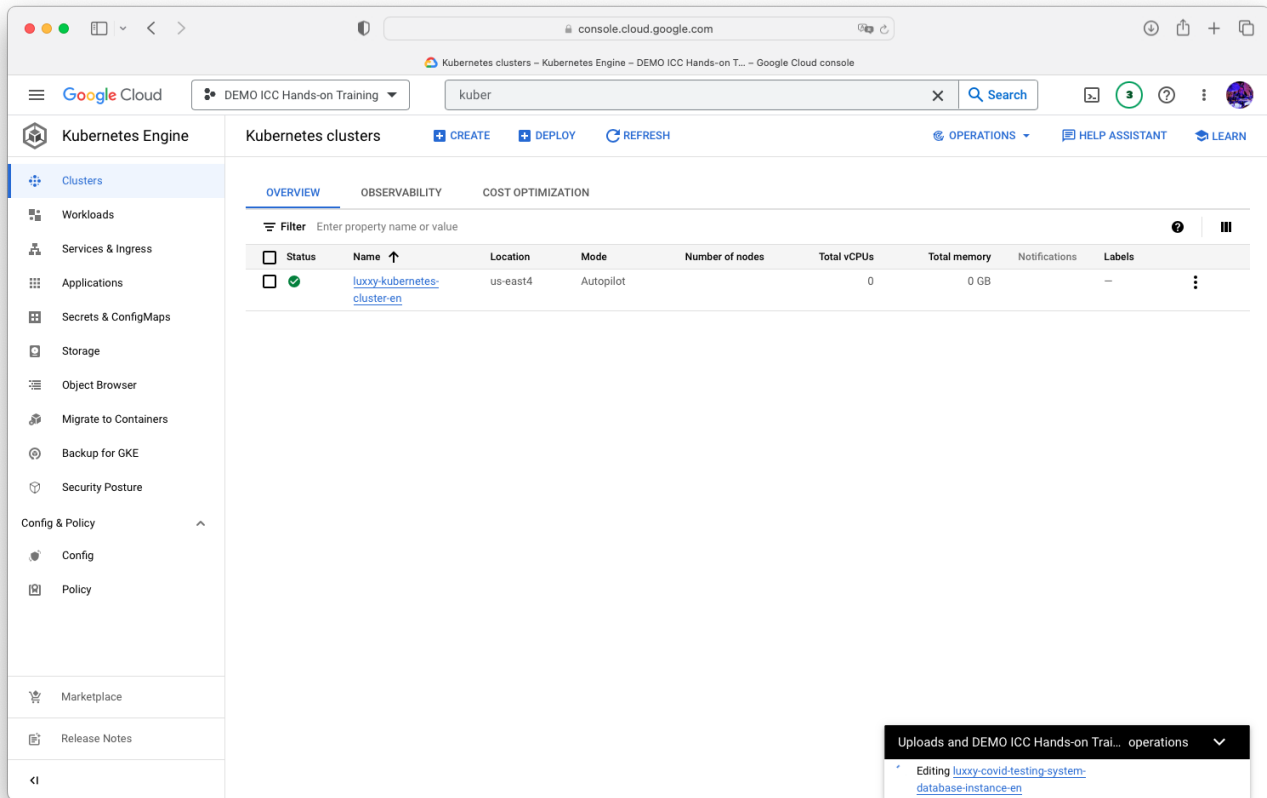 console.cloud.google.com
Kubernetes clusters – Kubernetes Engine – DEMO ICC Hands-on T... – Google Cloud console
Google Cloud
DEMO ICC Hands-on Training
kuber
Search
3
Kubernetes Engine
Kubernetes clusters
CREATE
DEPLOY
REFRESH
OPERATIONS
HELP ASSISTANT
LEARN
Clusters
Workloads
Services & Ingress
Applications
Secrets & ConfigMaps
Storage
Object Browser
Migrate to Containers
Backup for GKE
Security Posture
Config & Policy
Config
Policy
Marketplace
Release Notes
OVERVIEW OBSERVABILITY COST OPTIMIZATION
Filter Enter property name or value
Status Name Location Mode Number of nodes Total vCPUs Total memory Notifications Labels
luxxy-kubernetes- us-east4 Autopilot 0 0 GB —
cluster-en
Uploads and DEMO ICC Hands-on Trai... operations
Editing luxxy-covid-testing-system-
database-instance-en